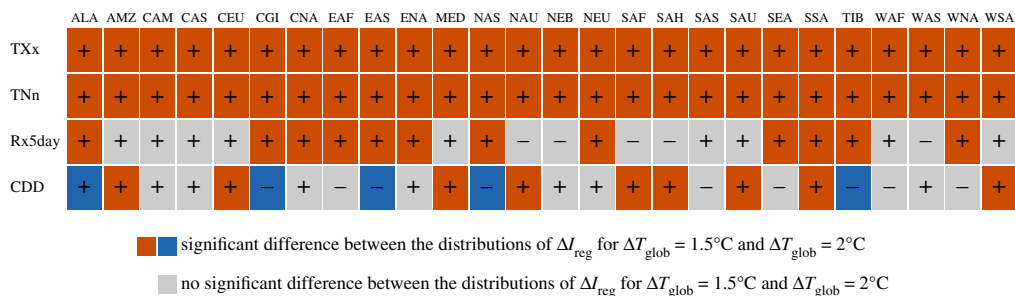 ALA AMZ CAM CAS CEU CGI CNA EAF EAS ENA MED NAS NAU NEB NEU SAF SAH SAS SAU SEA SSA TIB WAF WAS WNA WSA
TXx + + + + + + + + + + + + + + + + + + + + + + + + + +
TNn + + + + + + + + + + + + + + + + + + + + + + + + + +
Rx5day + + + + + + + + + + + + − − + − − + + + + + + − + +
CDD + + + + + − + − − + + − + + + + + − + − + − − + − +
significant difference between the distributions of ΔI_reg for ΔT_glob = 1.5°C and ΔT_glob = 2°C
no significant difference between the distributions of ΔI_reg for ΔT_glob = 1.5°C and ΔT_glob = 2°C